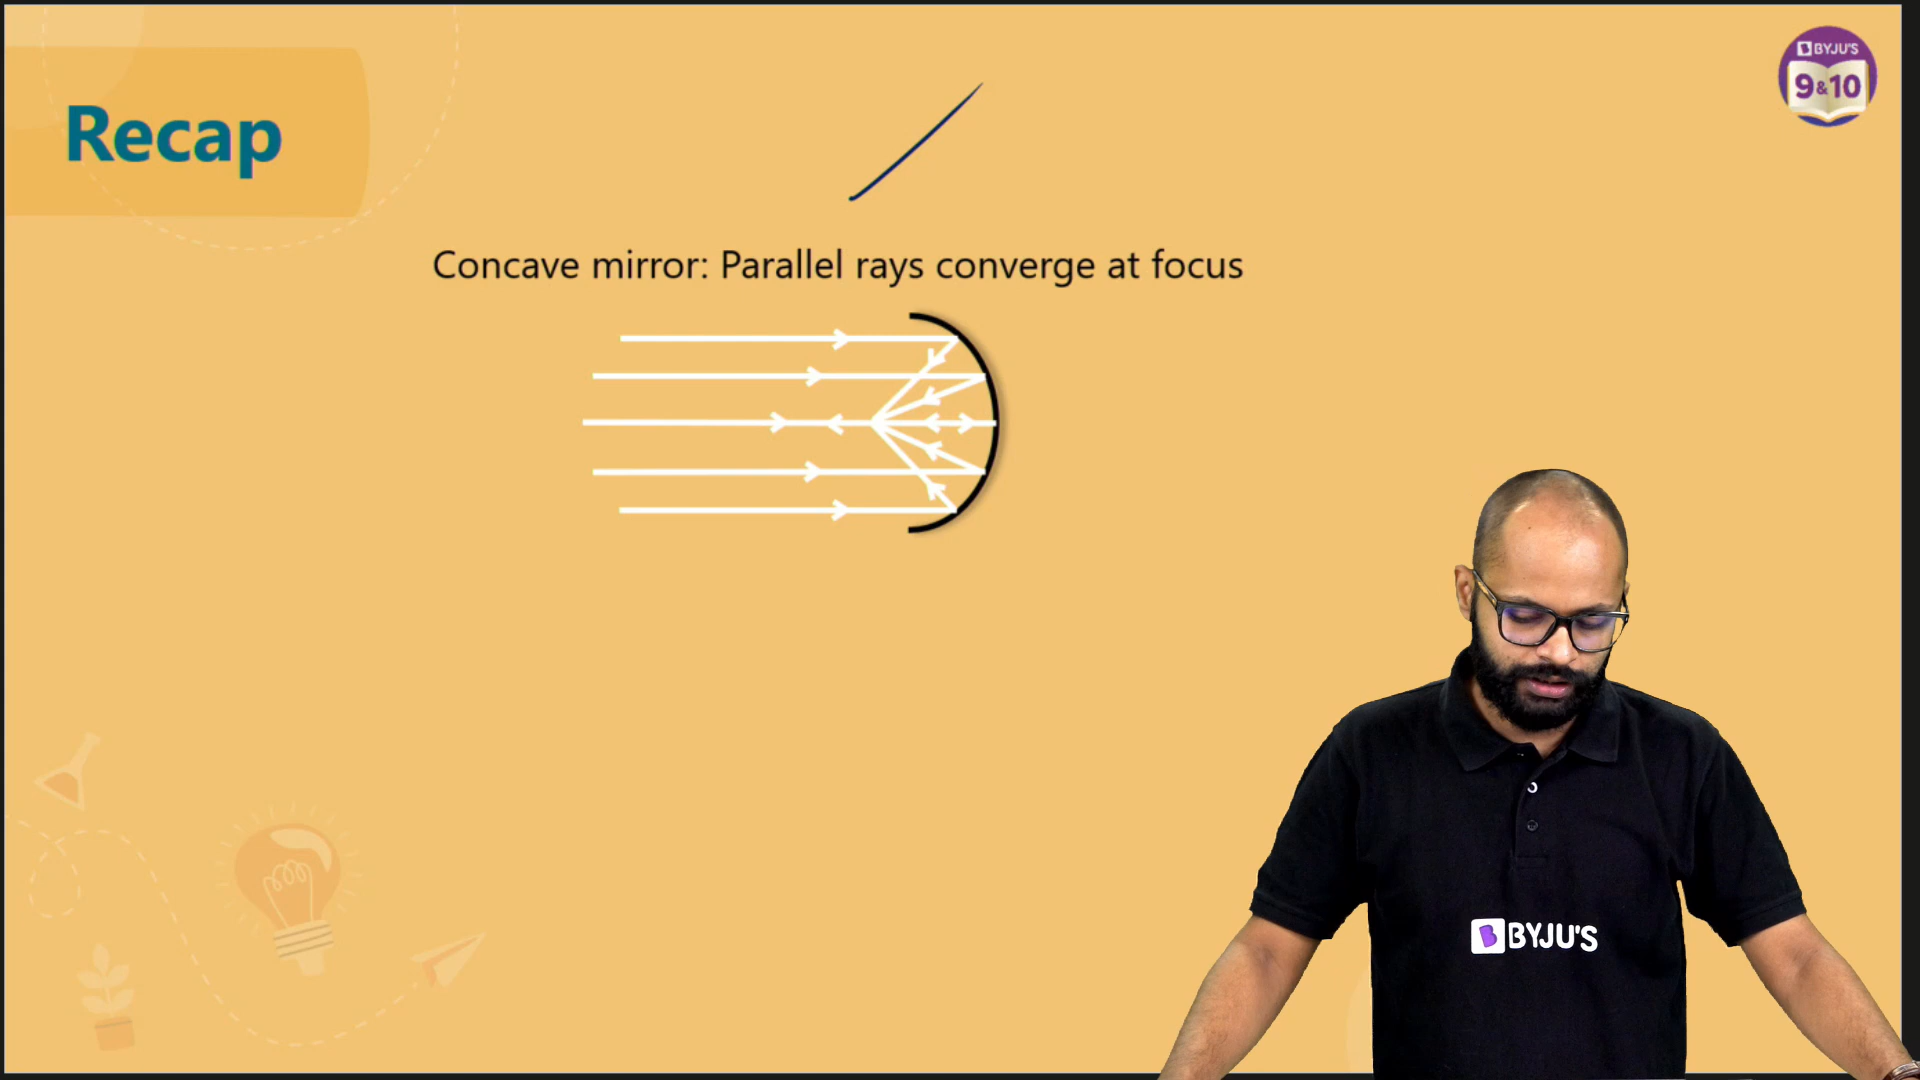 BYJU'S
9&10
Recap
Concave mirror: Parallel rays converge at focus
BYJU'S